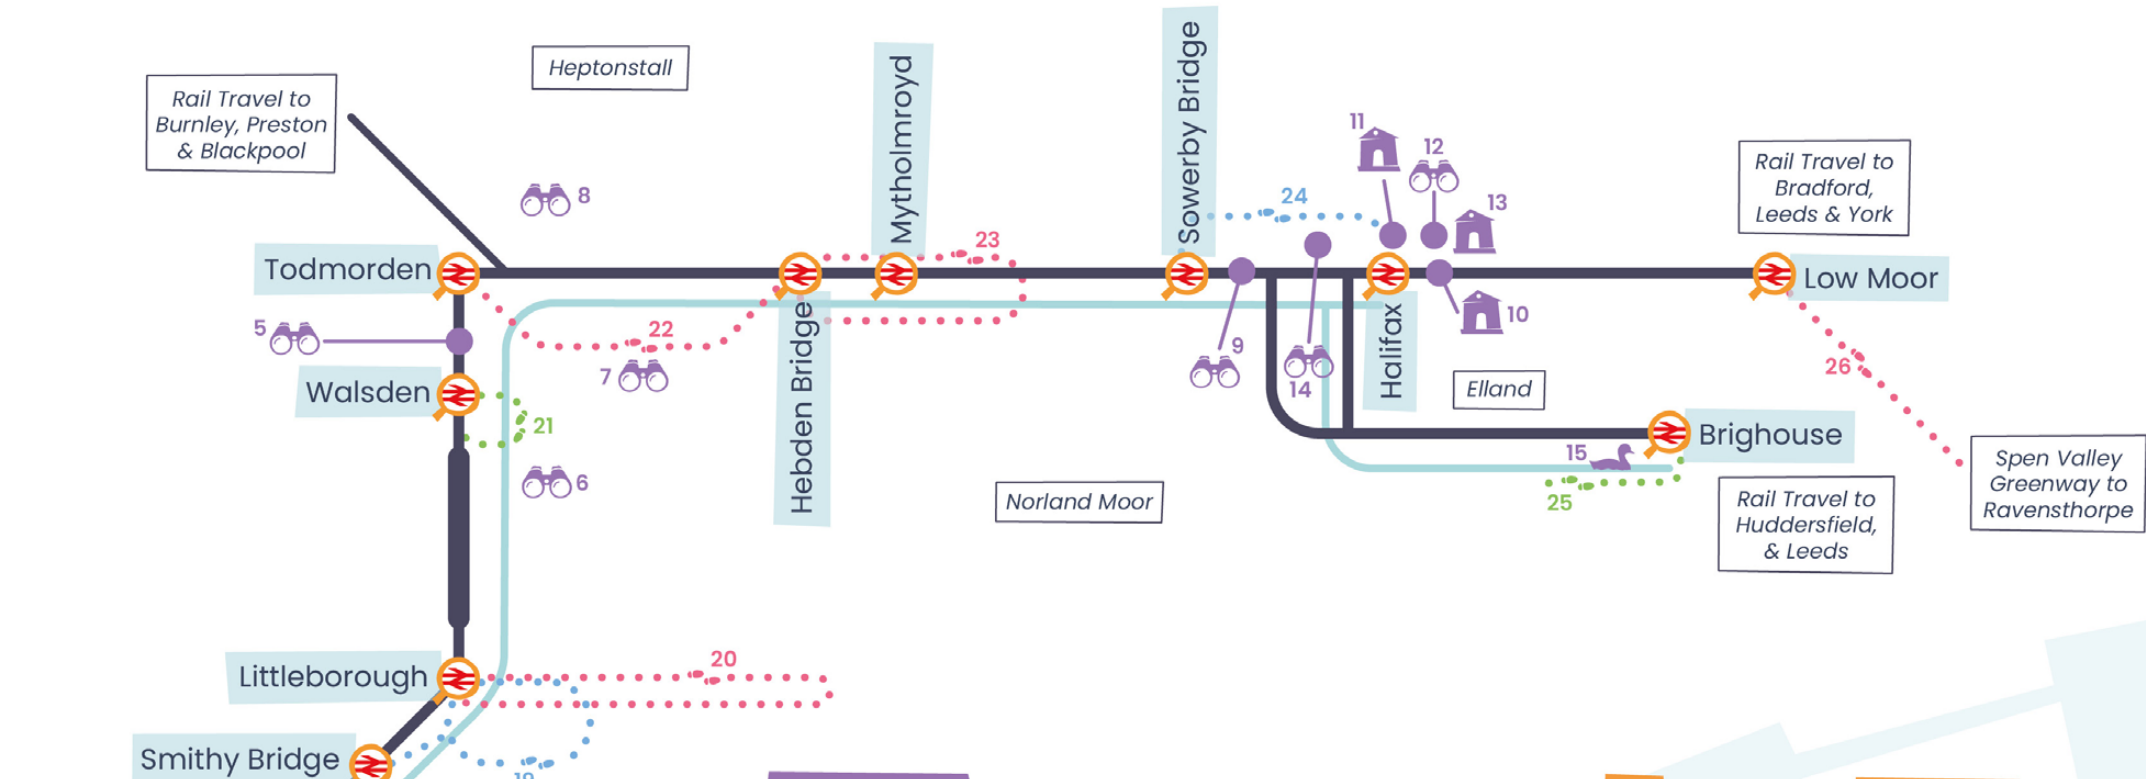 Sowerby Bridge
Mytholmroyd
Heptonstall
Rail Travel to
Burnley, Preston
& Blackpool
11
12
13
Rail Travel to
Bradford,
Leeds & York
8
24
23
Todmorden
Low Moor
5
22
7
Hebden Bridge
9
14
Halifax
10
Elland
26
Walsden
21
6
Norland Moor
Brighouse
15
25
Rail Travel to
Huddersfield,
& Leeds
Spen Valley
Greenway to
Ravensthorpe
Littleborough
20
Smithy Bridge
19